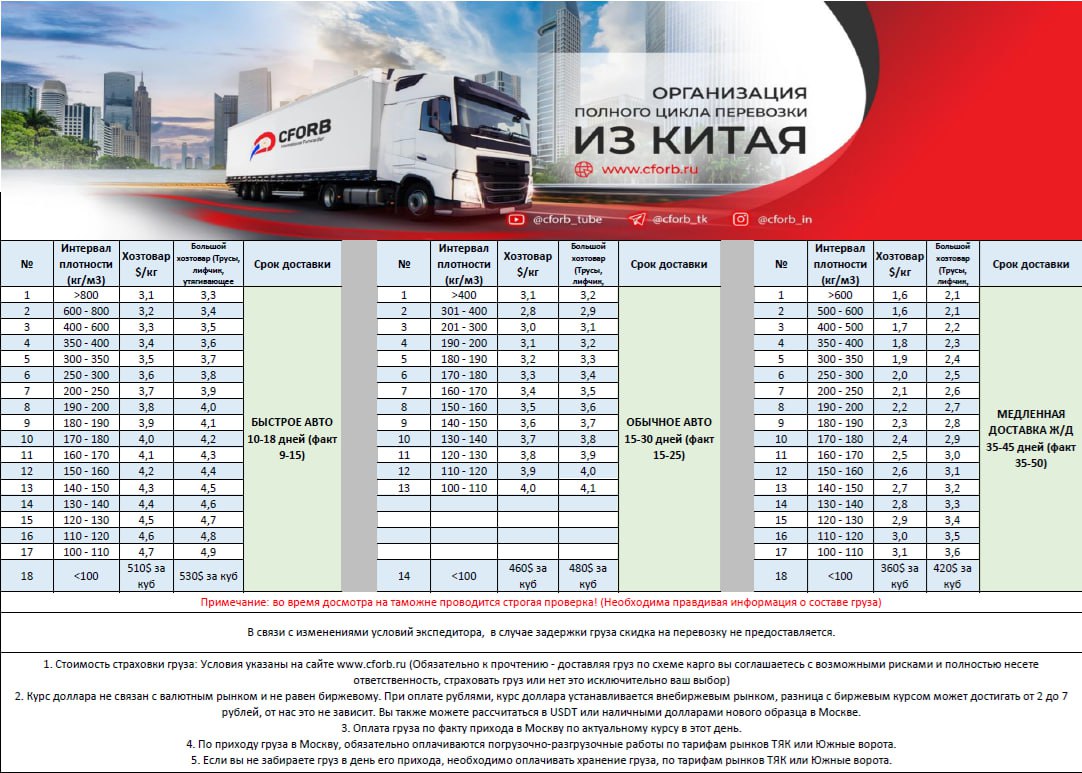 CFORB
International Forwarder
ОРГАНИЗАЦИЯ
ПОЛНОГО ЦИКЛА ПЕРЕВОЗКИ
ИЗ КИТАЯ
www.cforb.ru
@cforb_tube @cforb_tk @cforb_in
№ Интервал плотности (кг/м3) Хозтовар $/кг Большой хозтовар (Трусы, лифчик, утягивающее Срок доставки № Интервал плотности (кг/м3) Хозтовар $/кг Большой хозтовар (Трусы, лифчик, Срок доставки № Интервал плотности (кг/м3) Хозтовар $/кг Большой хозтовар (Трусы, лифчик, Срок доставки
1 >800 3,1 3,3 1 >400 3,1 3,2 1 >600 1,6 2,1
2 600 - 800 3,2 3,4 2 301 - 400 2,8 2,9 2 500 - 600 1,6 2,1
3 400 - 600 3,3 3,5 3 201 - 300 3,0 3,1 3 400 - 500 1,7 2,2
4 350 - 400 3,4 3,6 4 190 - 200 3,1 3,2 4 350 - 400 1,8 2,3
5 300 - 350 3,5 3,7 5 180 - 190 3,2 3,3 5 300 - 350 1,9 2,4
6 250 - 300 3,6 3,8 6 170 - 180 3,3 3,4 6 250 - 300 2,0 2,5
7 200 - 250 3,7 3,9 7 160 - 170 3,4 3,5 7 200 - 250 2,1 2,6
8 190 - 200 3,8 4,0 8 150 - 160 3,5 3,6 8 190 - 200 2,2 2,7
9 180 - 190 3,9 4,1 9 140 - 150 3,6 3,7 9 180 - 190 2,3 2,8
10 170 - 180 4,0 4,2 10 130 - 140 3,7 3,8 10 170 - 180 2,4 2,9
11 160 - 170 4,1 4,3 11 120 - 130 3,8 3,9 11 160 - 170 2,5 3,0
12 150 - 160 4,2 4,4 12 110 - 120 3,9 4,0 12 150 - 160 2,6 3,1
13 140 - 150 4,3 4,5 13 100 - 110 4,0 4,1 13 140 - 150 2,7 3,2
14 130 - 140 4,4 4,6 14 130 - 140 2,8 3,3
15 120 - 130 4,5 4,7 15 120 - 130 2,9 3,4
16 110 - 120 4,6 4,8 16 110 - 120 3,0 3,5
17 100 - 110 4,7 4,9 17 100 - 110 3,1 3,6
18 <100 510$ за куб 530$ за куб 14 <100 460$ за куб 480$ за куб 18 <100 360$ за куб 420$ за куб
БЫСТРОЕ АВТО
10-18 дней (факт
9-15)
ОБЫЧНОЕ АВТО
15-30 дней (факт
15-25)
МЕДЛЕННАЯ
ДОСТАВКА Ж/Д
35-45 дней (факт
35-50)
Примечание: во время досмотра на таможне проводится строгая проверка! (Необходима правдивая информация о составе груза)
В связи с изменениями условий экспедитора, в случае задержки груза скидка на перевозку не предоставляется.
1. Стоимость страховки груза: Условия указаны на сайте www.cforb.ru (Обязательно к прочтению - доставляя груз по схеме карго вы соглашаетесь с возможными рисками и полностью несете
ответственность, страховать груз или нет это исключительно ваш выбор)
2. Курс доллара не связан с валютным рынком и не равен биржевому. При оплате рублями, курс доллара устанавливается внебиржевым рынком, разница с биржевым курсом может достигать от 2 до 7
рублей, от нас это не зависит. Вы также можете рассчитаться в USDT или наличными долларами нового образца в Москве.
3. Оплата груза по факту прихода в Москву по актуальному курсу в этот день.
4. По приходу груза в Москву, обязательно оплачиваются погрузочно-разгрузочные работы по тарифам рынков ТЯК или Южные ворота.
5. Если вы не забираете груз в день его прихода, необходимо оплачивать хранение груза, по тарифам рынков ТЯК или Южные ворота.